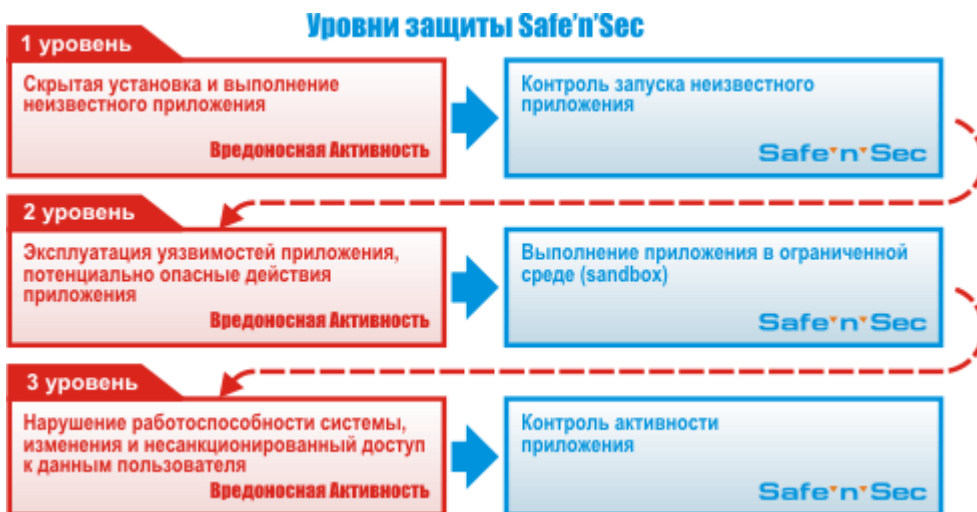 Уровни защиты Safe'n'Sec
1 уровень
Скрытая установка и выполнение
неизвестного приложения
Вредоносная Активность
Контроль запуска неизвестного
приложения
Safe'n'Sec
2 уровень
Эксплуатация уязвимостей приложения,
потенциально опасные действия
приложения
Вредоносная Активность
Выполнение приложения в ограниченной
среде (sandbox)
Safe'n'Sec
3 уровень
Нарушение работоспособности системы,
изменения и несанкционированный доступ
к данным пользователя
Вредоносная Активность
Контроль активности
приложения
Safe'n'Sec